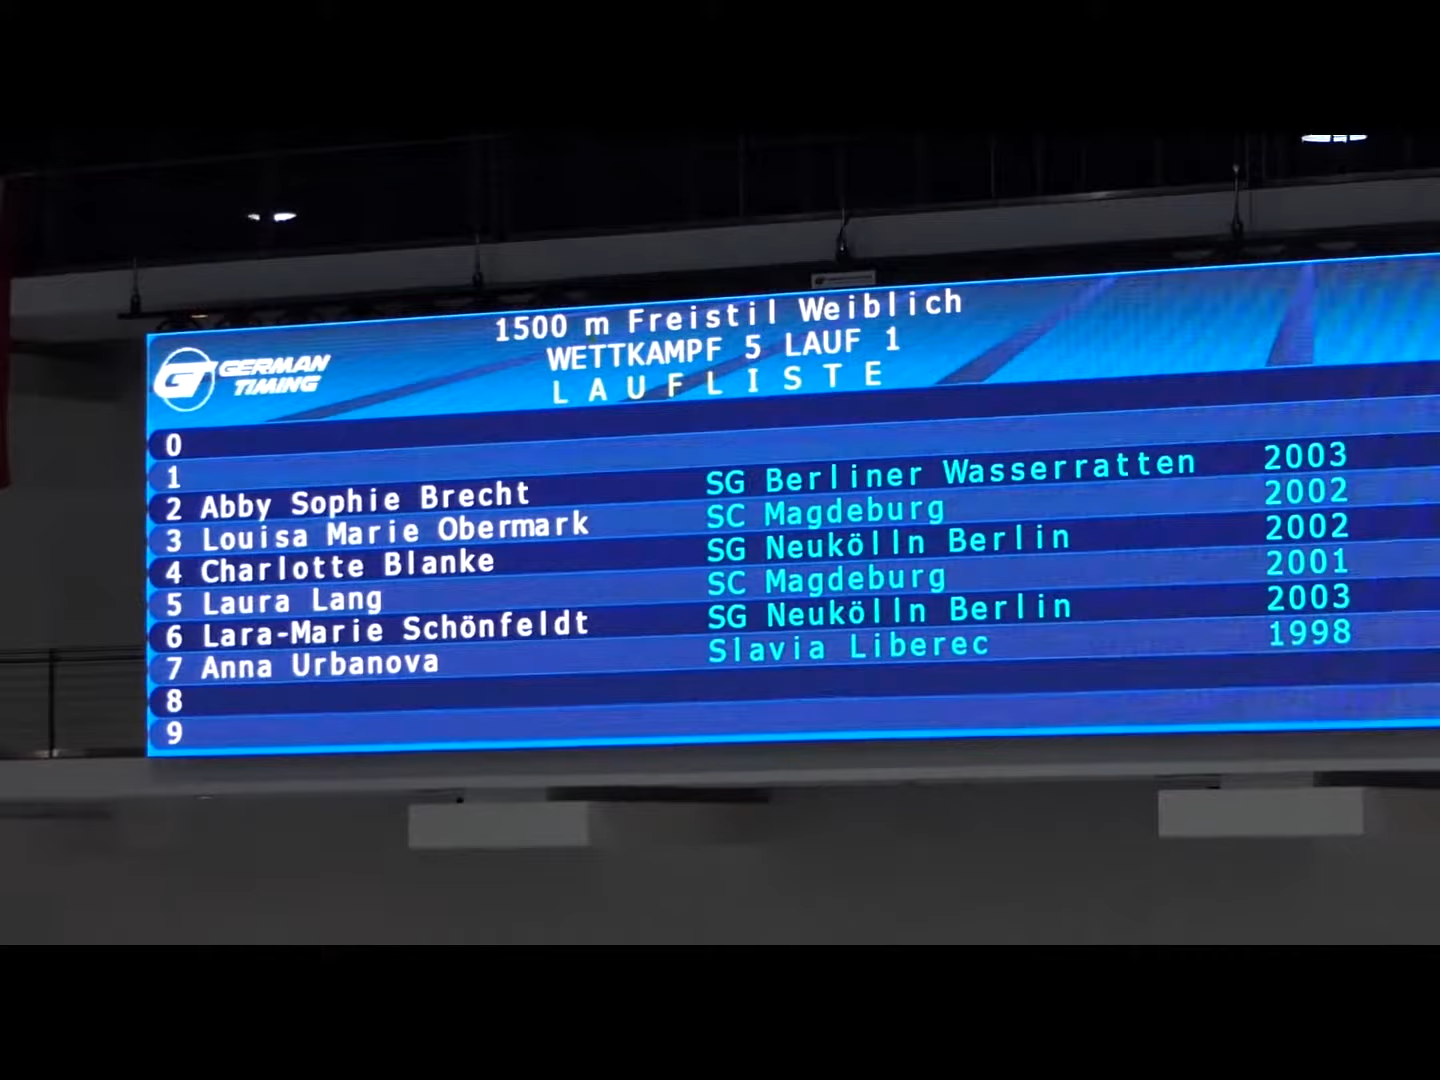 1500 m Freistil Weiblich
WETTKAMPF 5 LAUF 1
LAUFLISTE
GT GERMAN TIMING
0
1
2 Abby Sophie Brecht SG Berliner Wasserratten 2003
3 Louisa Marie Obermark SC Magdeburg 2002
4 Charlotte Blanke SG Neukölln Berlin 2002
5 Laura Lang SC Magdeburg 2001
6 Lara-Marie Schönfeldt SG Neukölln Berlin 2003
7 Anna Urbanova Slavia Liberec 1998
8
9